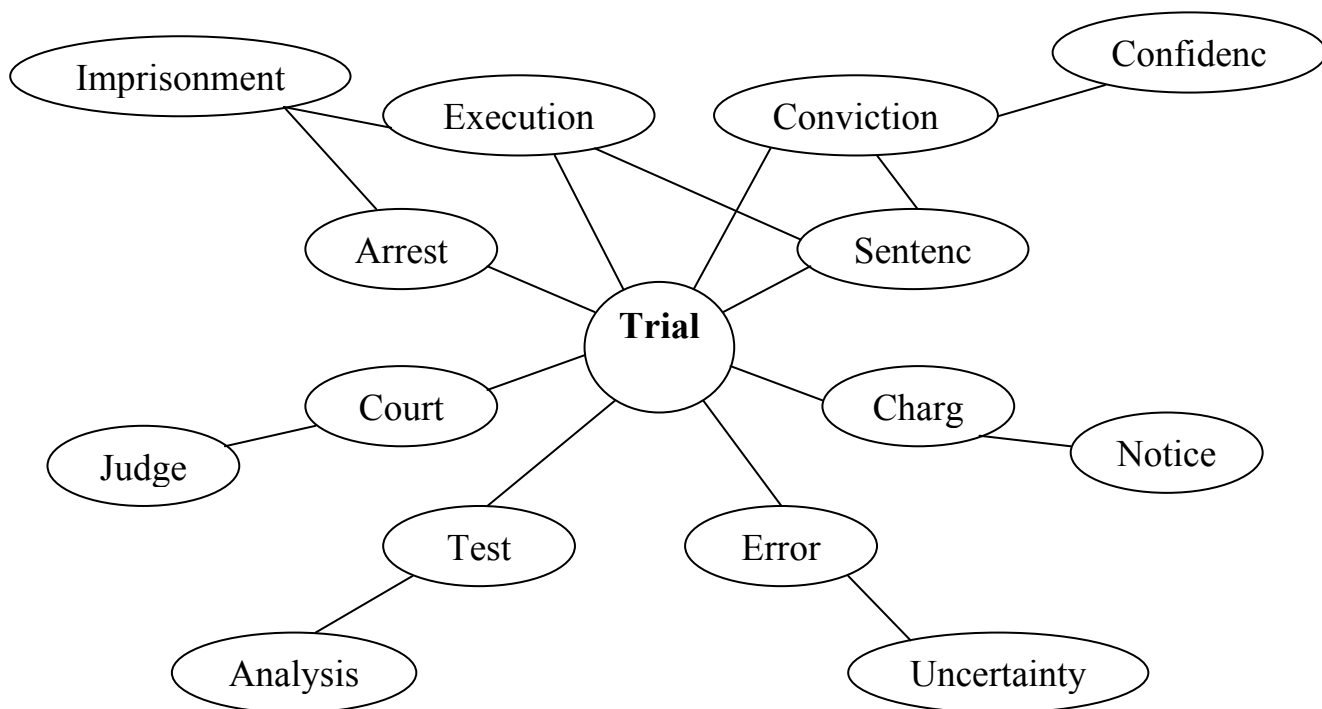 Confidenc
Imprisonment
Execution
Conviction
Arrest
Sentenc
Trial
Court
Charg
Judge
Notice
Test
Error
Analysis
Uncertainty